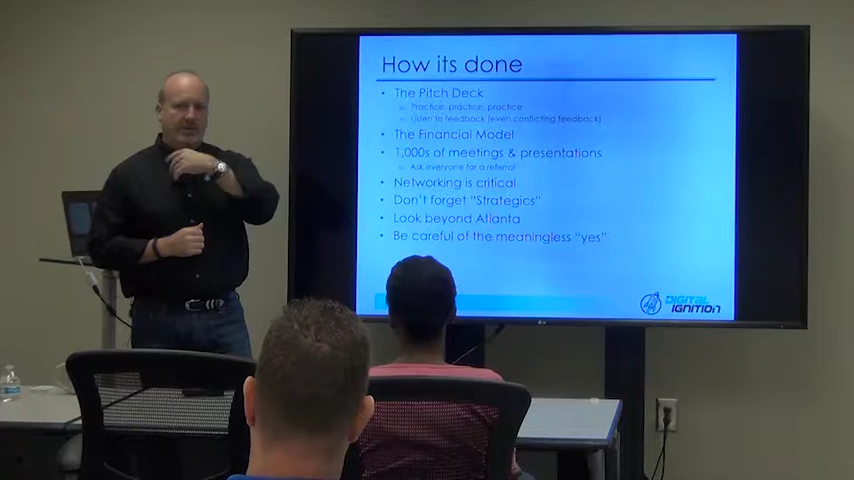 How its done
• The Pitch Deck
o Practice, practice, practice
o Listen to feedback (even conflicting feedback)
• The Financial Model
• 1,000s of meetings & presentations
o Ask everyone for a referral
• Networking is critical
• Don't forget "Strategics"
• Look beyond Atlanta
• Be careful of the meaningless "yes"
DIGITAL
IGNITION